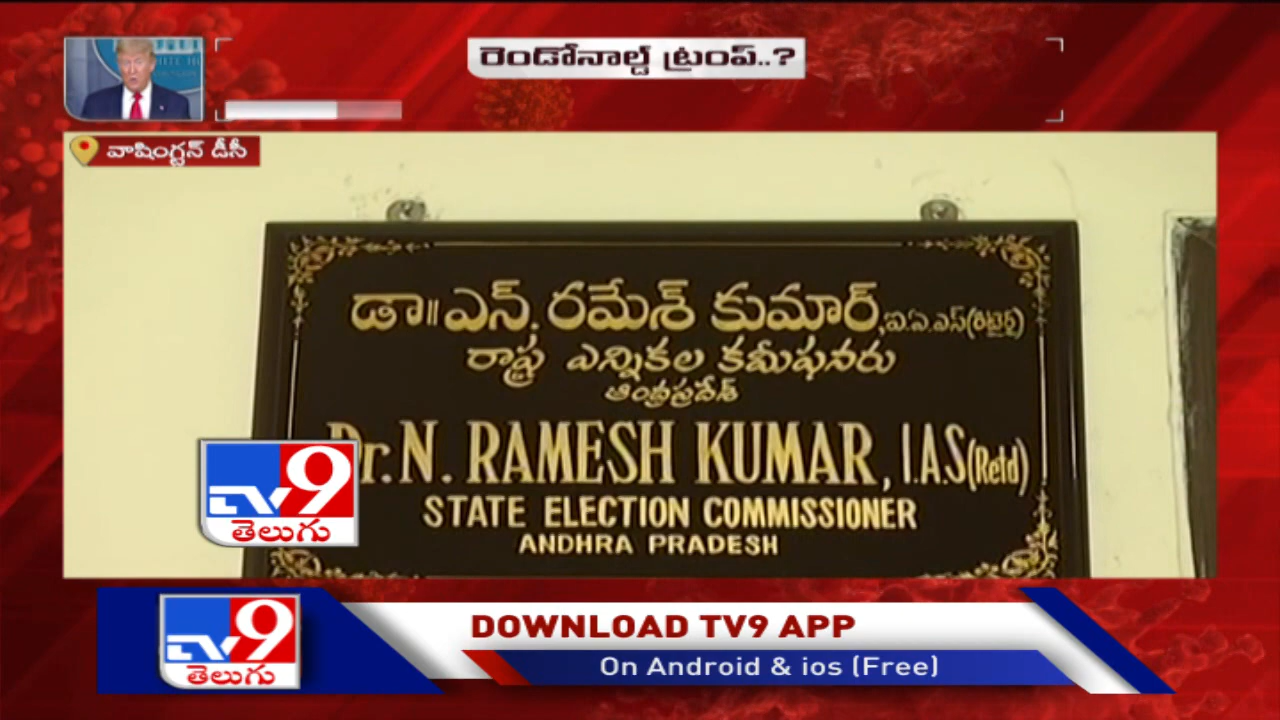 రెండోనాల్డ్ ట్రంప్..?
వాషింగ్టన్ డీసీ
డా॥ఎన్. రమేశ్ కుమార్,ఐ.ఏ.ఎస్(రిటైర్డ్)
రాష్ట్ర ఎన్నికల కమీషనరు
ఆంధ్రప్రదేశ్
Dr.N. RAMESH KUMAR, I.A.S(Retd)
STATE ELECTION COMMISSIONER
ANDHRA PRADESH
TV9
తెలుగు
DOWNLOAD TV9 APP
On Android & ios (Free)
TV9
తెలుగు